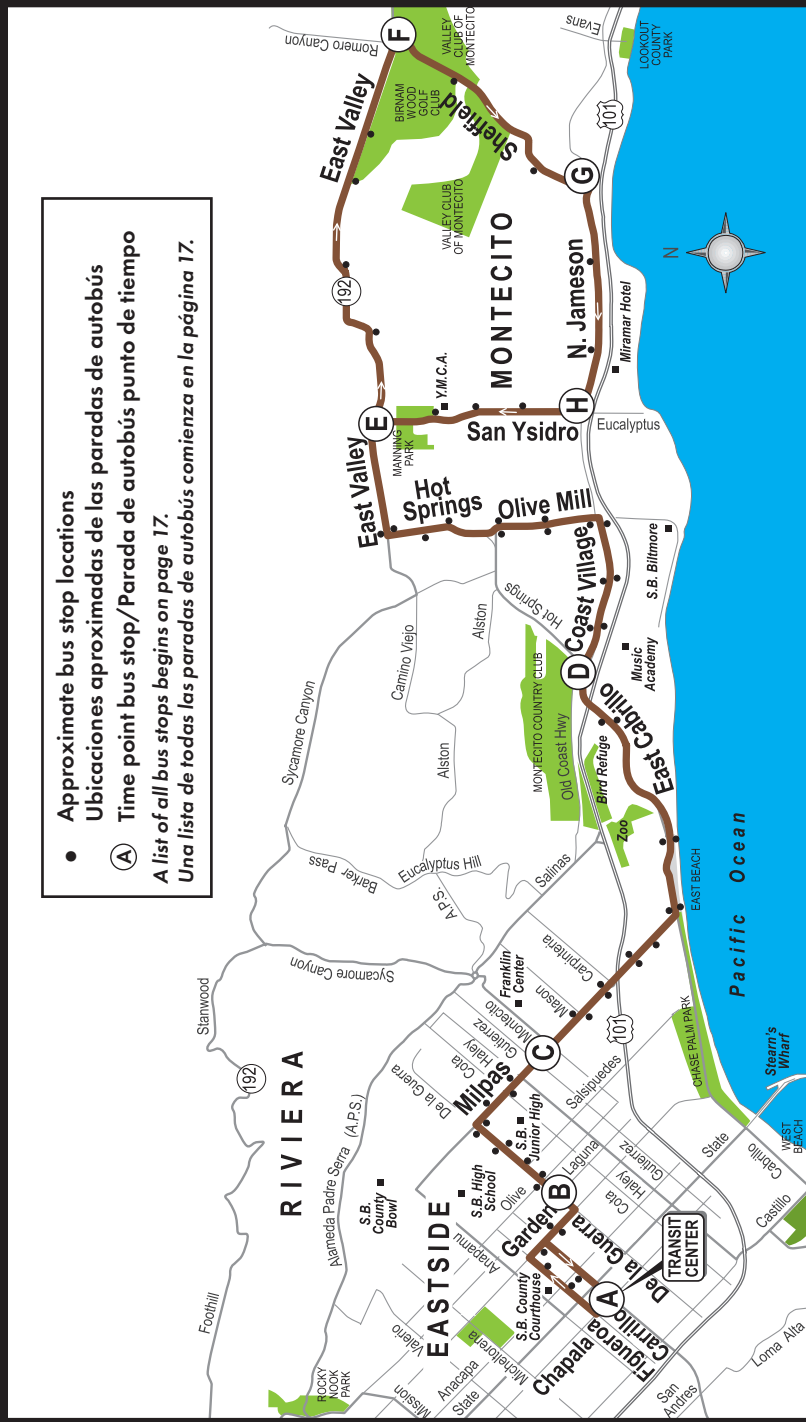 Approximate bus stop locations
Ubicaciones aproximadas de las paradas de autobús
A Time point bus stop/Parada de autobús punto de tiempo
A list of all bus stops begins on page 17.
Una lista de todas las paradas de autobús comienza en la página 17.
Foothill
ROCKY
NOOK
PARK
RIVIERA
192
Stanwood
Sycamore Canyon
Sycamore Canyon
Barker Pass
Eucalyptus Hill
A.P.S.
Camino Viejo
Alston
Alston
Alameda Padre Serra (A.P.S.)
S.B.
County
Bowl
EASTSIDE
S.B. High
School
Anapamu
Valerio
Micheltorena
Mission
Anacapa
State
S.B. County
Courthouse
Chapala
Figueroa
Carrillo
A
TRANSIT
CENTER
De la Guerra
Garden
B
Olive
Laguna
S.B.
Junior High
Cota
Haley
Gutierrez
Salsipuedes
De la Guerra
Milpas
Cota
Haley
Gutierrez
Montecito
Mason
C
Franklin
Center
Carpinteria
Salinas
San
Andres
Loma Alta
Castillo
Cabrillo
State
WEST
BEACH
Stearn's
Wharf
CHASE PALM PARK
101
EAST BEACH
Pacific Ocean
Zoo
Bird Refuge
East Cabrillo
Old Coast Hwy
MONTECITO COUNTRY CLUB
D
Coast Village
Hot Springs
Music
Academy
S.B. Biltmore
Olive Mill
Hot
Springs
East Valley
E
MANNING
PARK
Y.M.C.A.
San Ysidro
H
Eucalyptus
Miramar Hotel
MONTECITO
N. Jameson
192
East Valley
F
Romero Canyon
BIRNAM
WOOD
GOLF
CLUB
VALLEY
CLUB OF
MONTECITO
VALLEY CLUB
OF MONTECITO
Sheffield
G
101
Evans
LOOKOUT
COUNTY
PARK
N